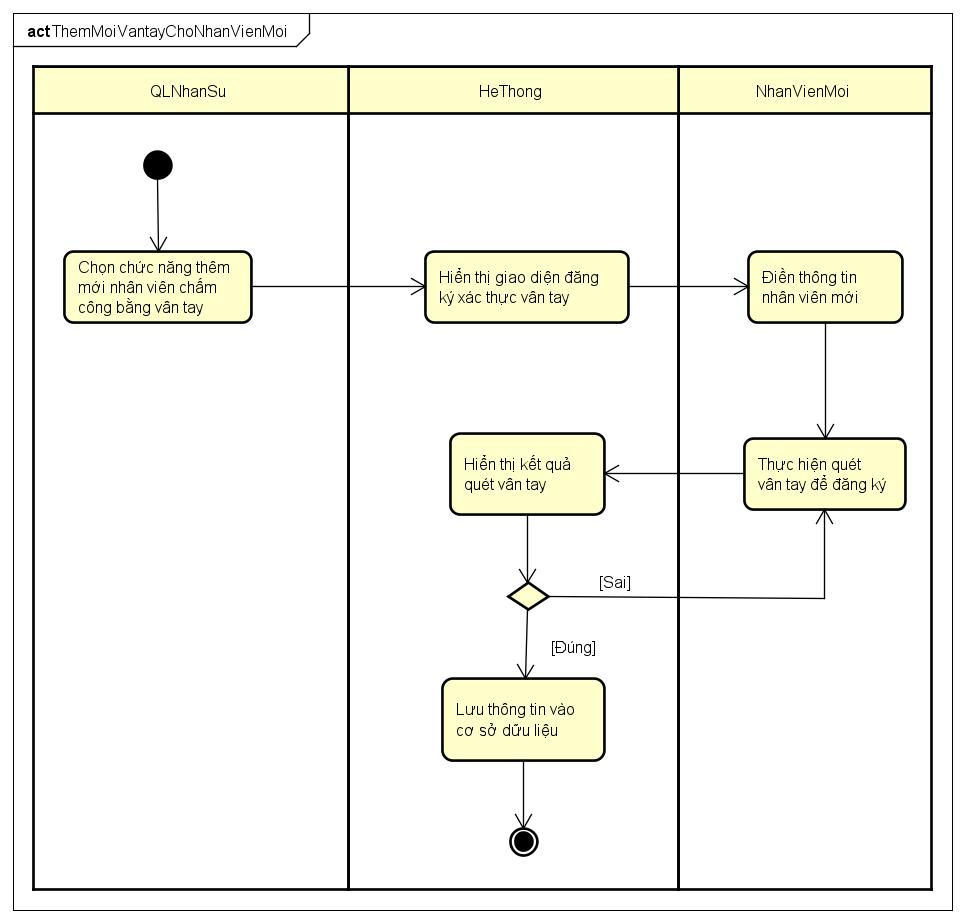 act ThemMoiVantayChoNhanVienMoi
QLNhanSu
HeThong
NhanVienMoi
Chọn chức năng thêm
mới nhân viên chấm
công bằng vân tay
Hiển thị giao diện đăng
ký xác thực vân tay
Điền thông tin
nhân viên mới
Hiển thị kết quả
quét vân tay
Thực hiện quét
vân tay để đăng ký
[Sai]
[Đúng]
Lưu thông tin vào
cơ sở dữu liệu